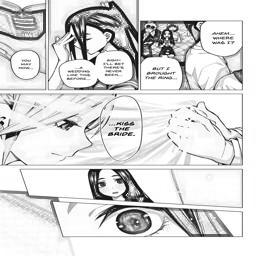 AHEM...
WHERE
WAS I?
BUT I
BROUGHT
THE RING...
SIGH...
I'LL BET
THERE'S
NEVER
BEEN...
...A
WEDDING
LIKE THIS
BEFORE.
YOU MAY
NOW...
...KISS
THE
BRIDE.